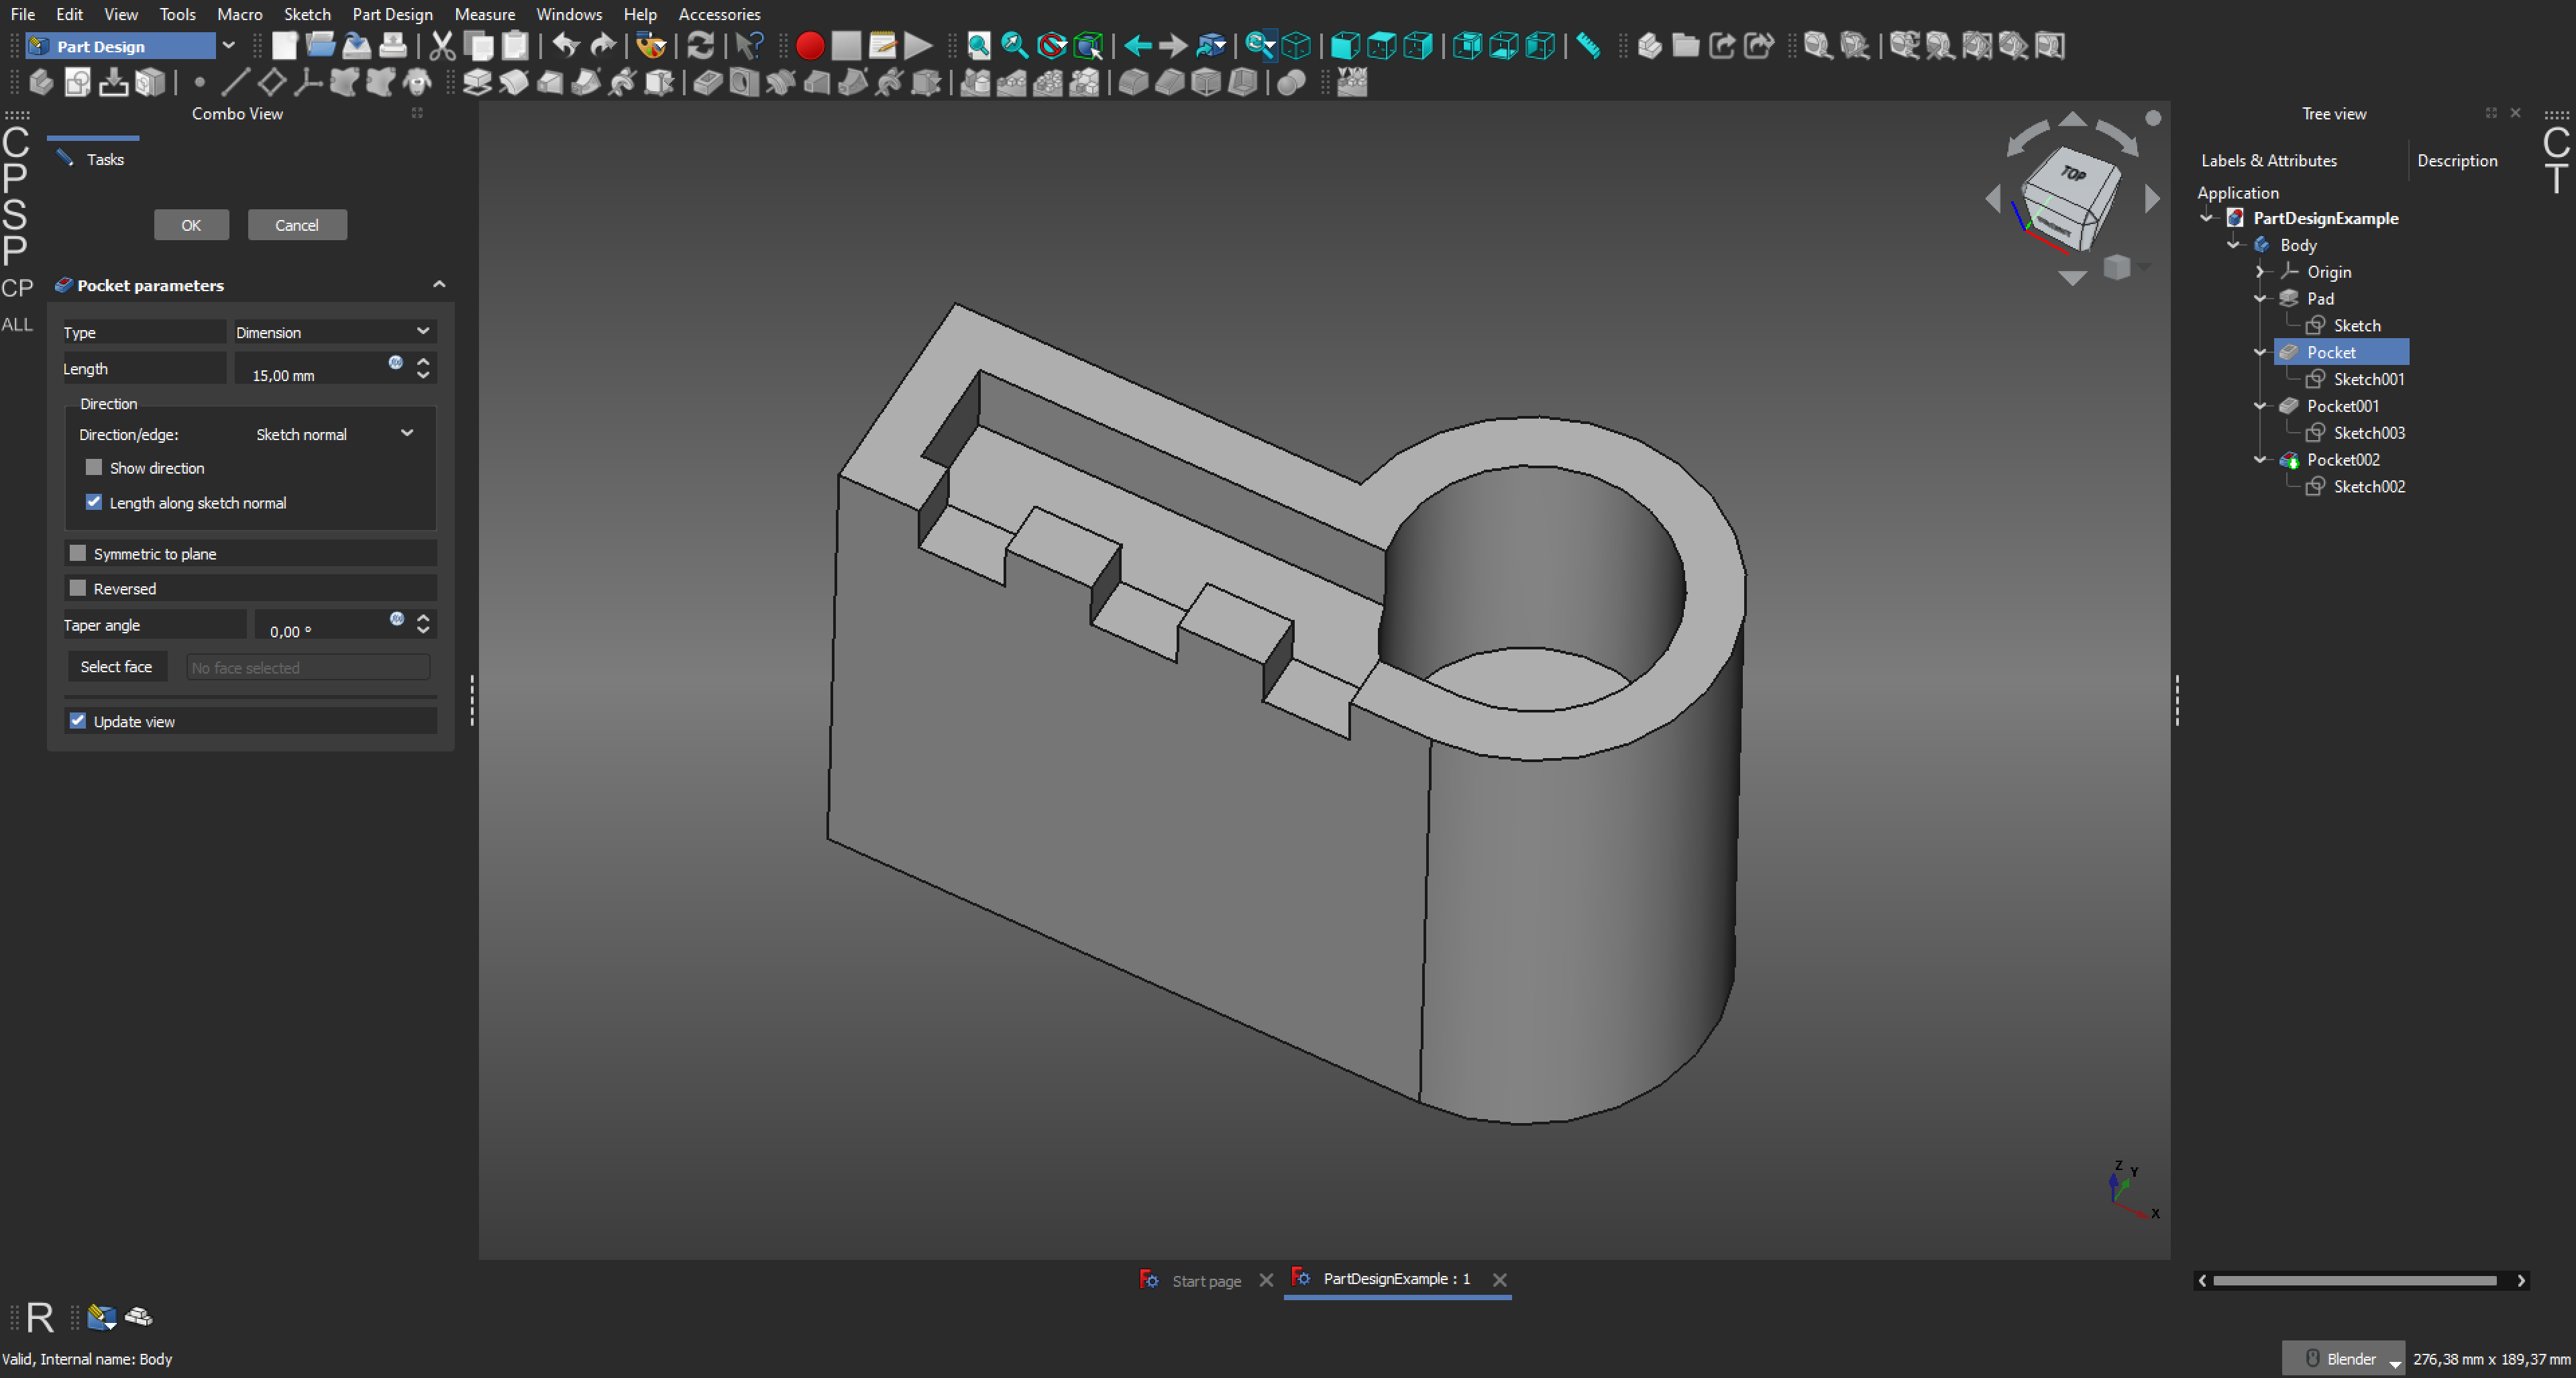 File Edit View Tools Macro Sketch Part Design Measure Windows Help Accessories
Part Design
Combo View
Tree view
C
P
S
P
CP
ALL
Tasks
OK Cancel
Pocket parameters
Type Dimension
Length 15,00 mm
Direction
Direction/edge: Sketch normal
Show direction
Length along sketch normal
Symmetric to plane
Reversed
Taper angle 0,00 °
Select face No face selected
Update view
TOP
Z
Y
X
Labels & Attributes Description
Application
PartDesignExample
Body
Origin
Pad
Sketch
Pocket
Sketch001
Pocket001
Sketch003
Pocket002
Sketch002
C
T
Start page PartDesignExample : 1
R
Valid, Internal name: Body
Blender 276,38 mm x 189,37 mm